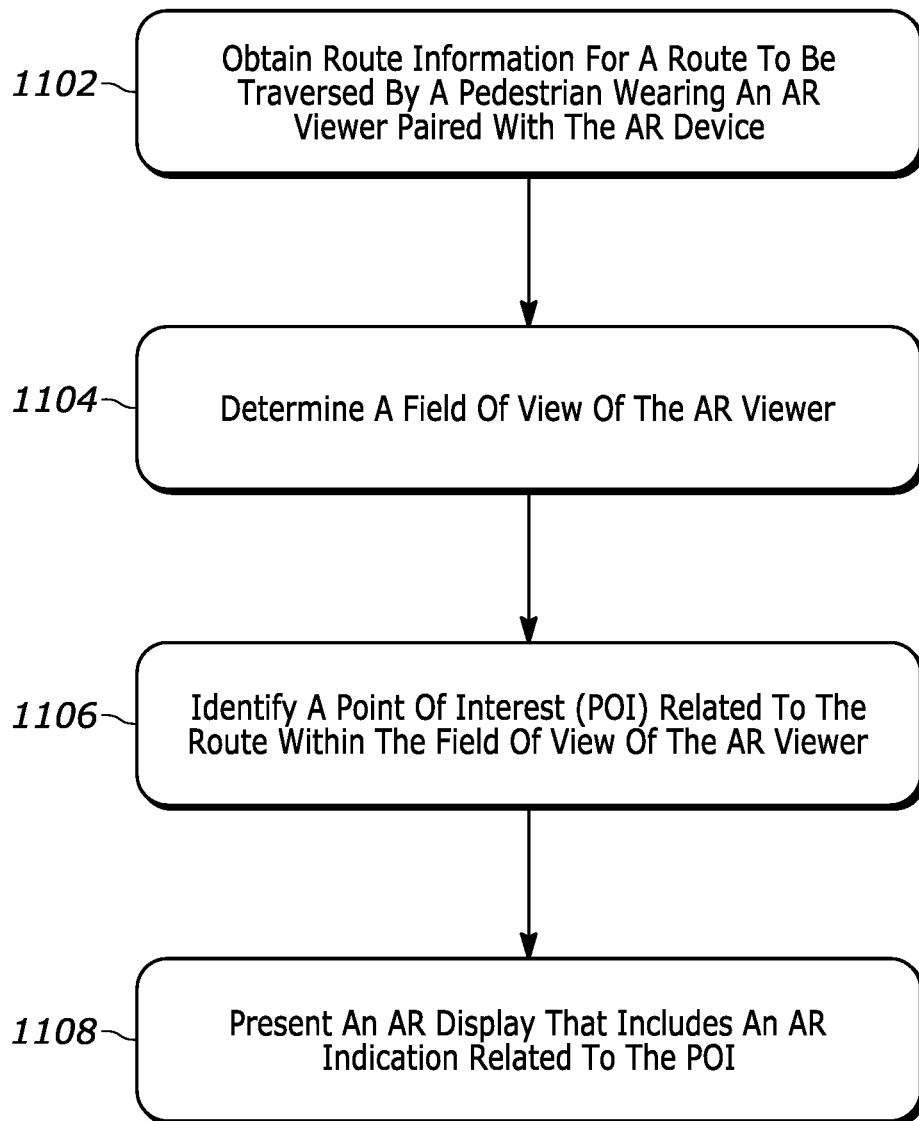 1102
Obtain Route Information For A Route To Be
Traversed By A Pedestrian Wearing An AR
Viewer Paired With The AR Device
1104
Determine A Field Of View Of The AR Viewer
1106
Identify A Point Of Interest (POI) Related To The
Route Within The Field Of View Of The AR Viewer
1108
Present An AR Display That Includes An AR
Indication Related To The POI